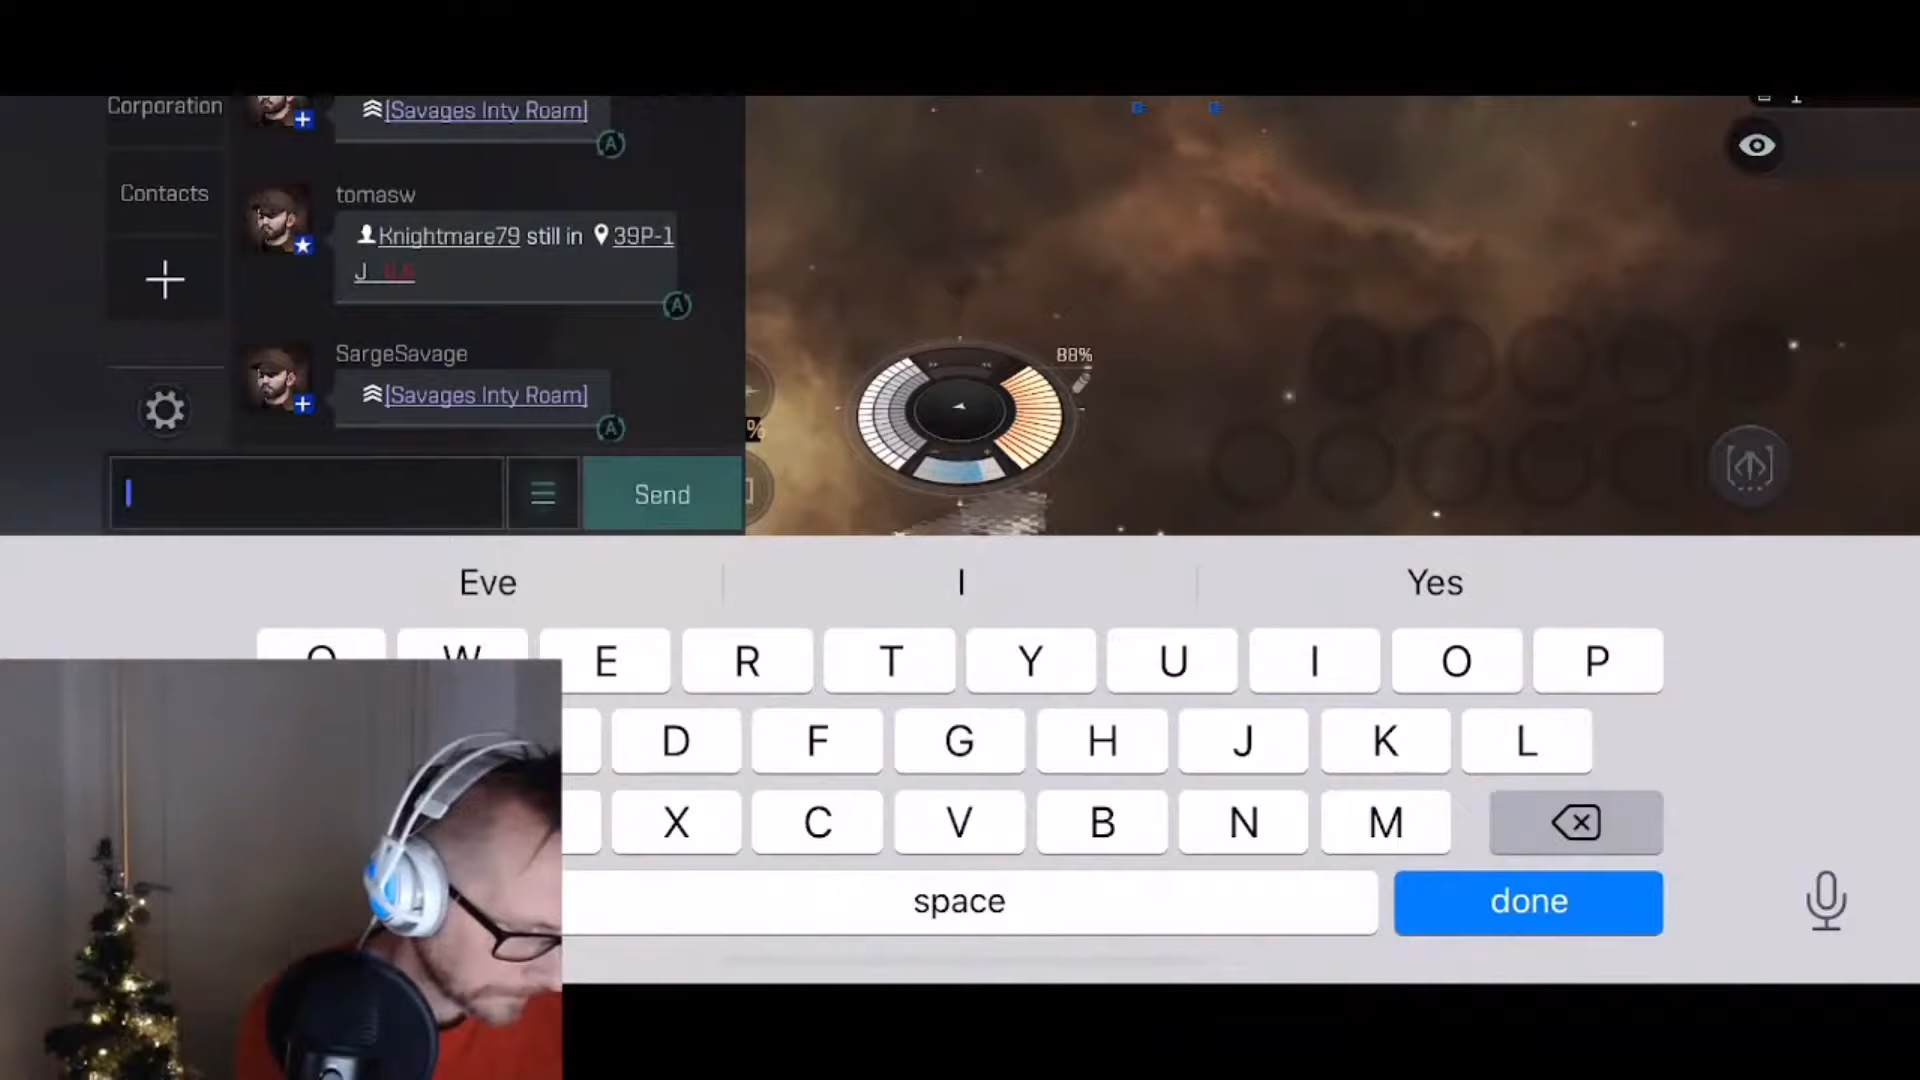 Corporation
[Savages Inty Roam]
A
Contacts
tomasw
Knightmare79 still in 39P-1
J
A
SargeSavage
[Savages Inty Roam]
A
88%
%
Send
Eve
I
Yes
Q W E R T Y U I O P
D F G H J K L
X C V B N M
space
done